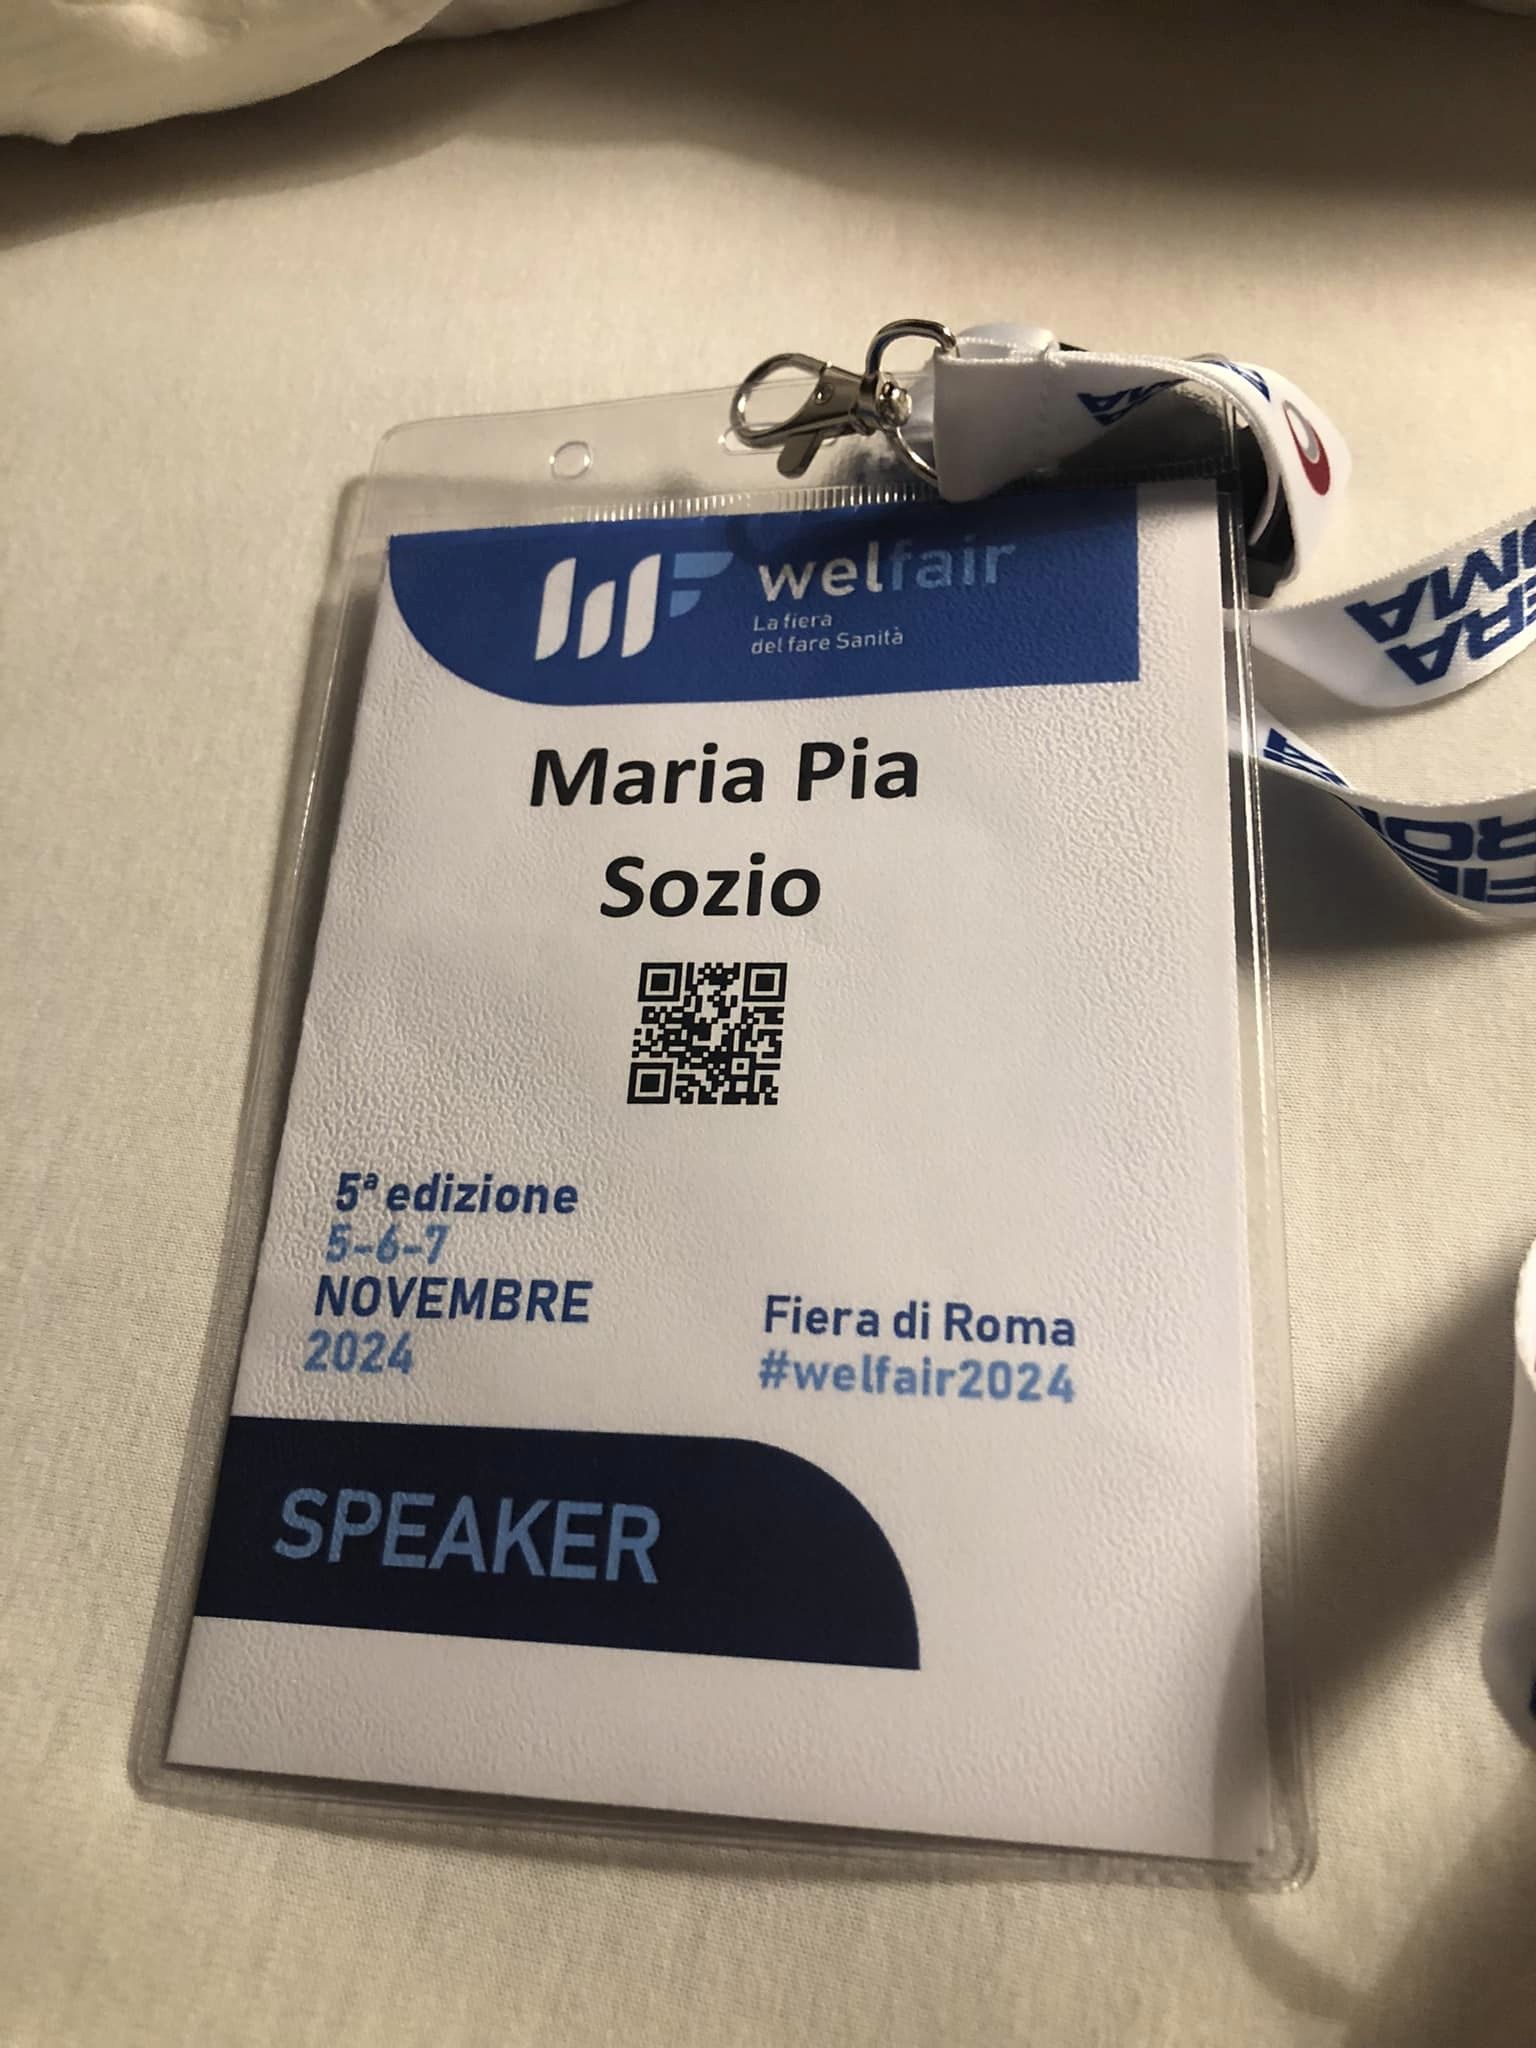 WF welfair
La fiera
del fare Sanità
Maria Pia
Sozio
5ª edizione
5-6-7
NOVEMBRE
2024
Fiera di Roma
#welfair2024
SPEAKER